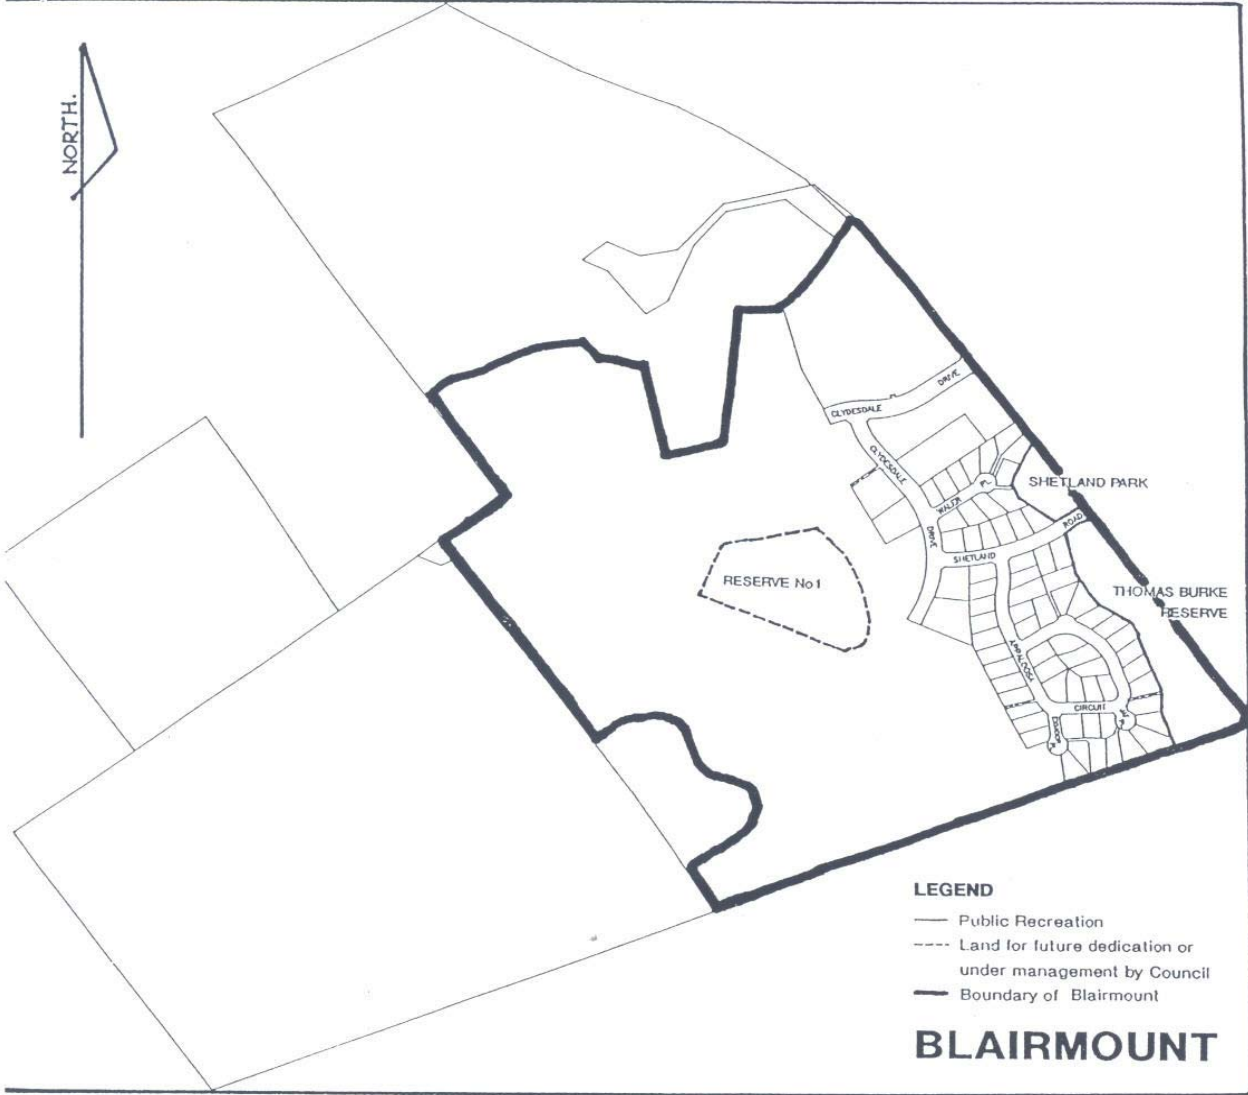 NORTH.
CLYDESDALE
DRIVE
CLYDESDALE
DRIVE
WALER
PL
SHETLAND PARK
SHETLAND
ROAD
RESERVE No1
THOMAS BURKE
RESERVE
APPALOOSA
CIRCUIT
LEGEND
Public Recreation
Land for future dedication or
under management by Council
Boundary of Blairmount
BLAIRMOUNT